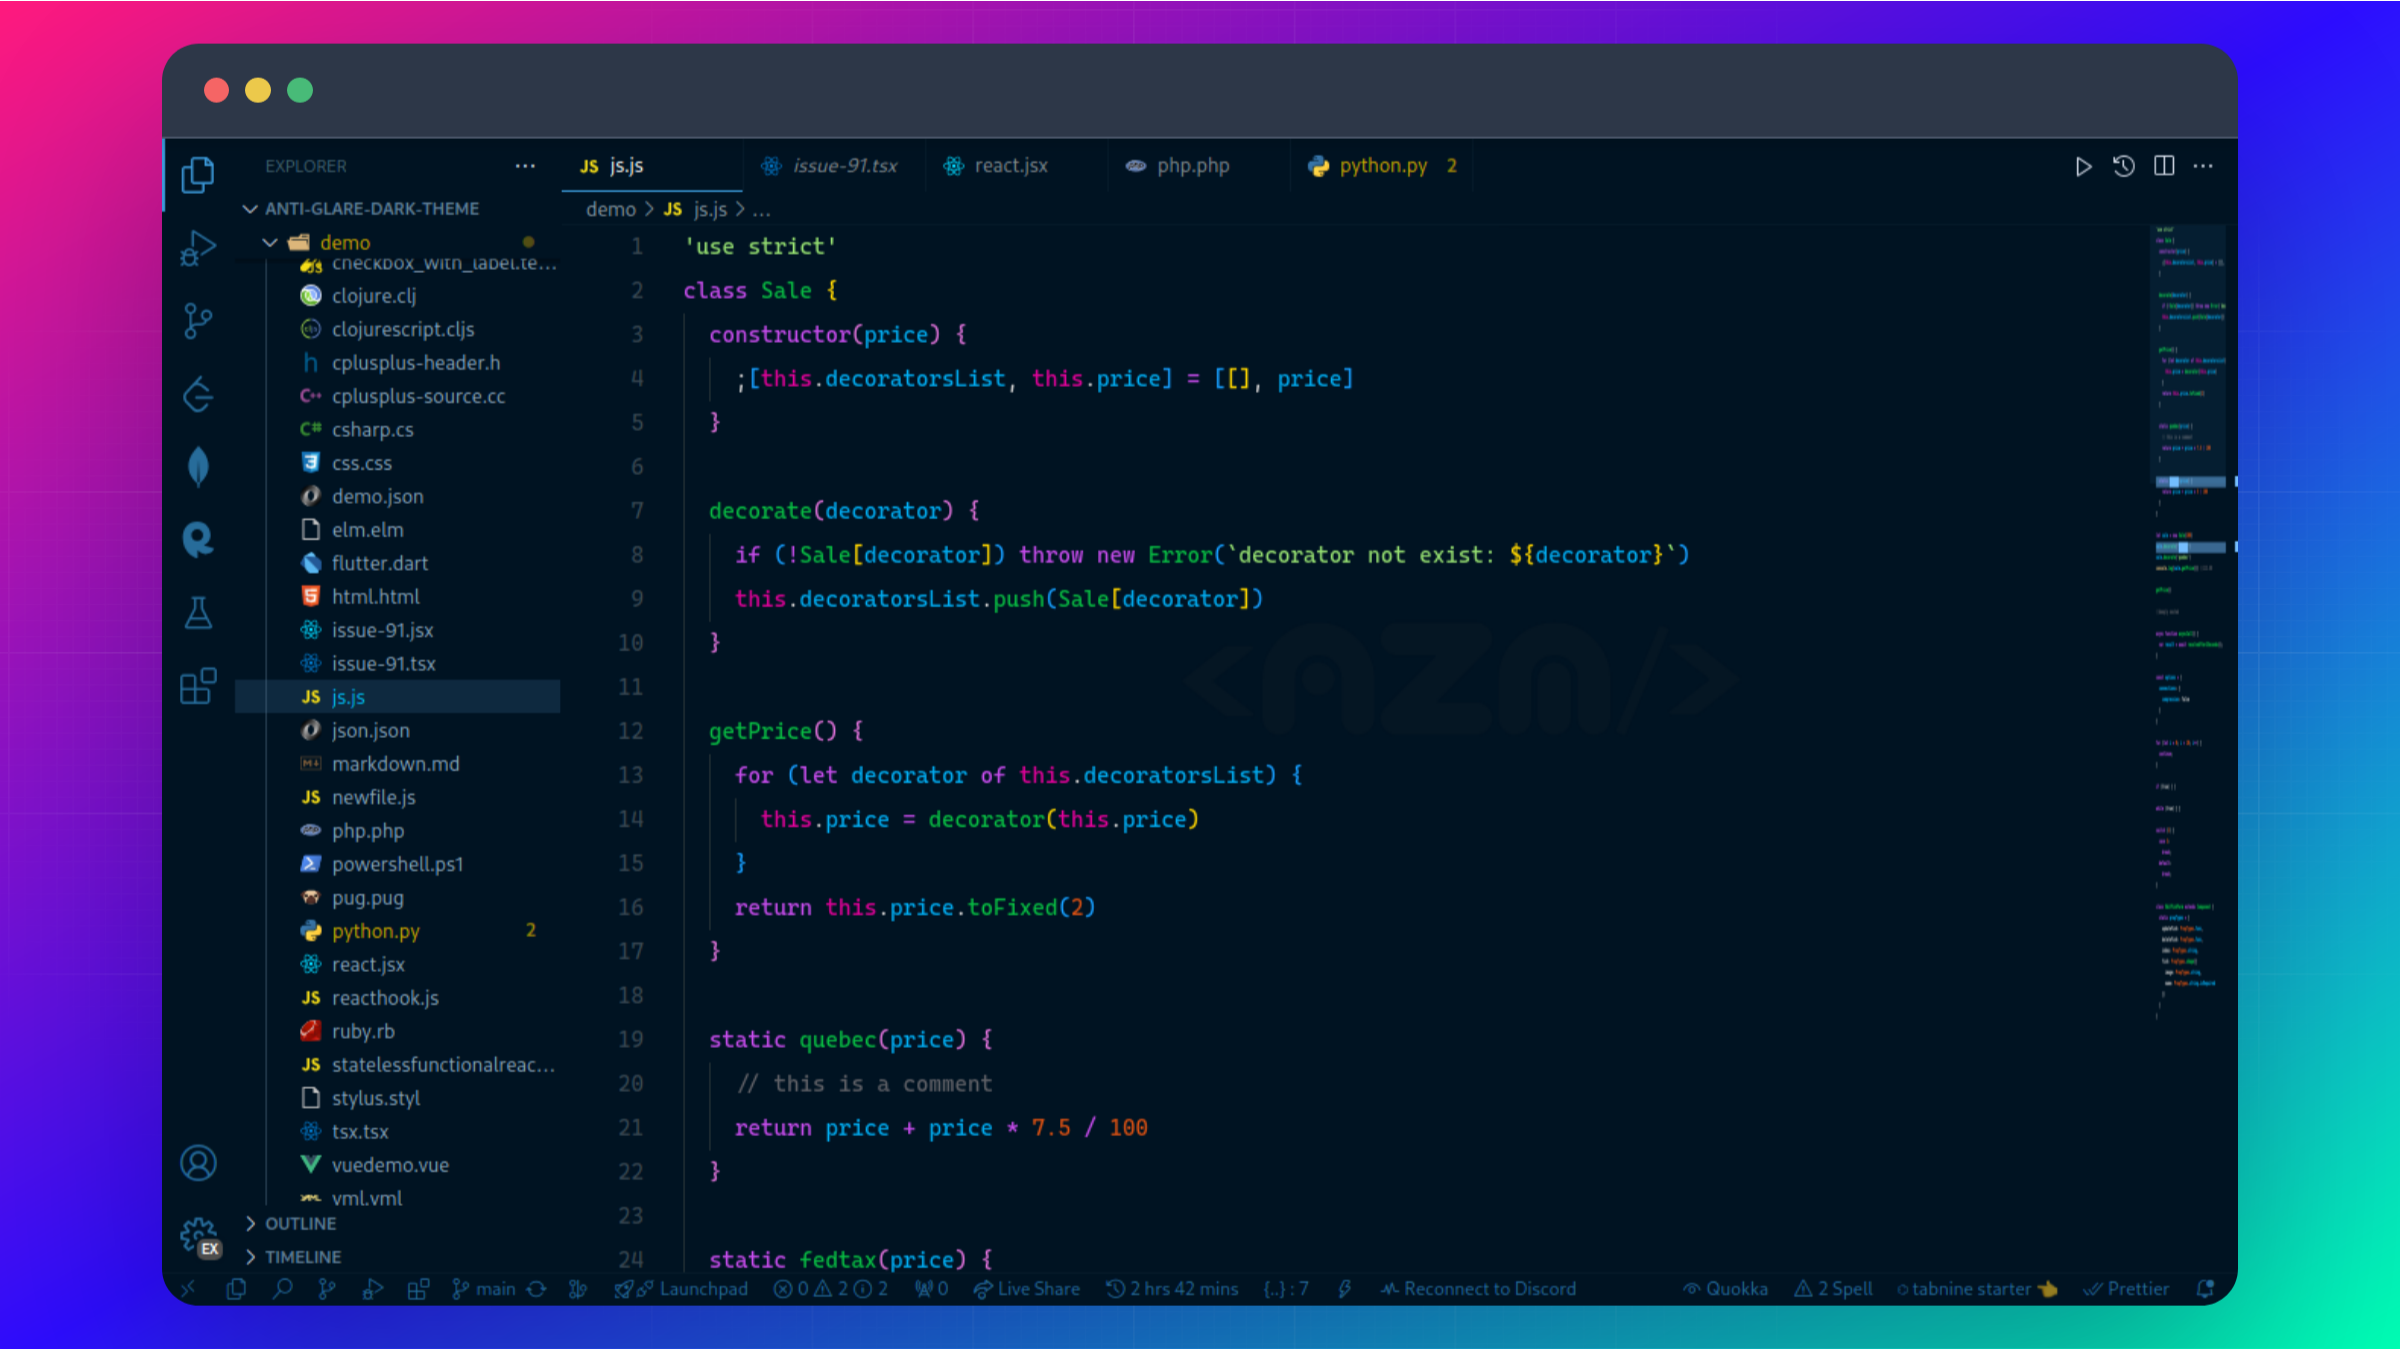 EXPLORER
ANTI-GLARE-DARK-THEME
demo
checkbox_with_label.te...
clojure.clj
clojurescript.cljs
h cplusplus-header.h
C++ cplusplus-source.cc
C# csharp.cs
3 css.css
demo.json
elm.elm
flutter.dart
5 html.html
issue-91.jsx
issue-91.tsx
JS js.js
json.json
markdown.md
JS newfile.js
php php.php
powershell.ps1
pug.pug
python.py 2
react.jsx
JS reacthook.js
ruby.rb
JS statelessfunctionalreac...
stylus.styl
tsx.tsx
vuedemo.vue
yml.yml
OUTLINE
TIMELINE
EX
JS js.js
issue-91.tsx
react.jsx
php php.php
python.py 2
demo > JS js.js > ...
1 'use strict'
2 class Sale {
3 constructor(price) {
4 ;[this.decoratorsList, this.price] = [[], price]
5 }
6
7 decorate(decorator) {
8 if (!Sale[decorator]) throw new Error(`decorator not exist: ${decorator}`)
9 this.decoratorsList.push(Sale[decorator])
10 }
11
12 getPrice() {
13 for (let decorator of this.decoratorsList) {
14 this.price = decorator(this.price)
15 }
16 return this.price.toFixed(2)
17 }
18
19 static quebec(price) {
20 // this is a comment
21 return price + price * 7.5 / 100
22 }
23
24 static fedtax(price) {
<AZM/>
main
Launchpad
0 2 2
0
Live Share
2 hrs 42 mins
{..} : 7
Reconnect to Discord
Quokka
2 Spell
tabnine starter
Prettier